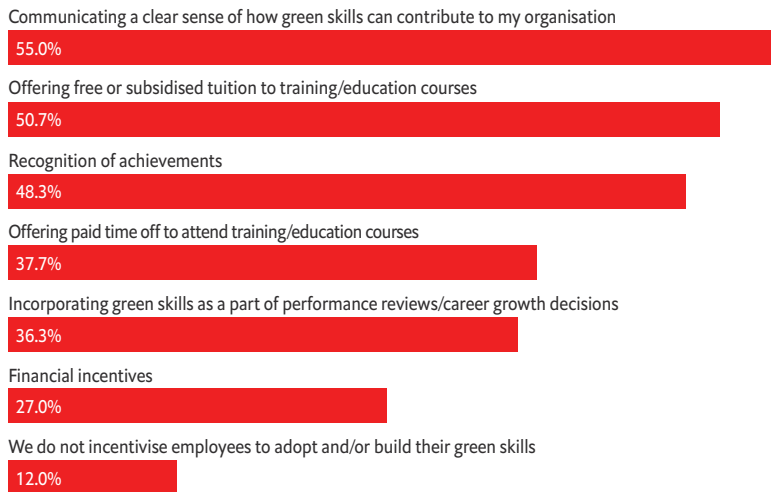 Communicating a clear sense of how green skills can contribute to my organisation
55.0%
Offering free or subsidised tuition to training/education courses
50.7%
Recognition of achievements
48.3%
Offering paid time off to attend training/education courses
37.7%
Incorporating green skills as a part of performance reviews/career growth decisions
36.3%
Financial incentives
27.0%
We do not incentivise employees to adopt and/or build their green skills
12.0%